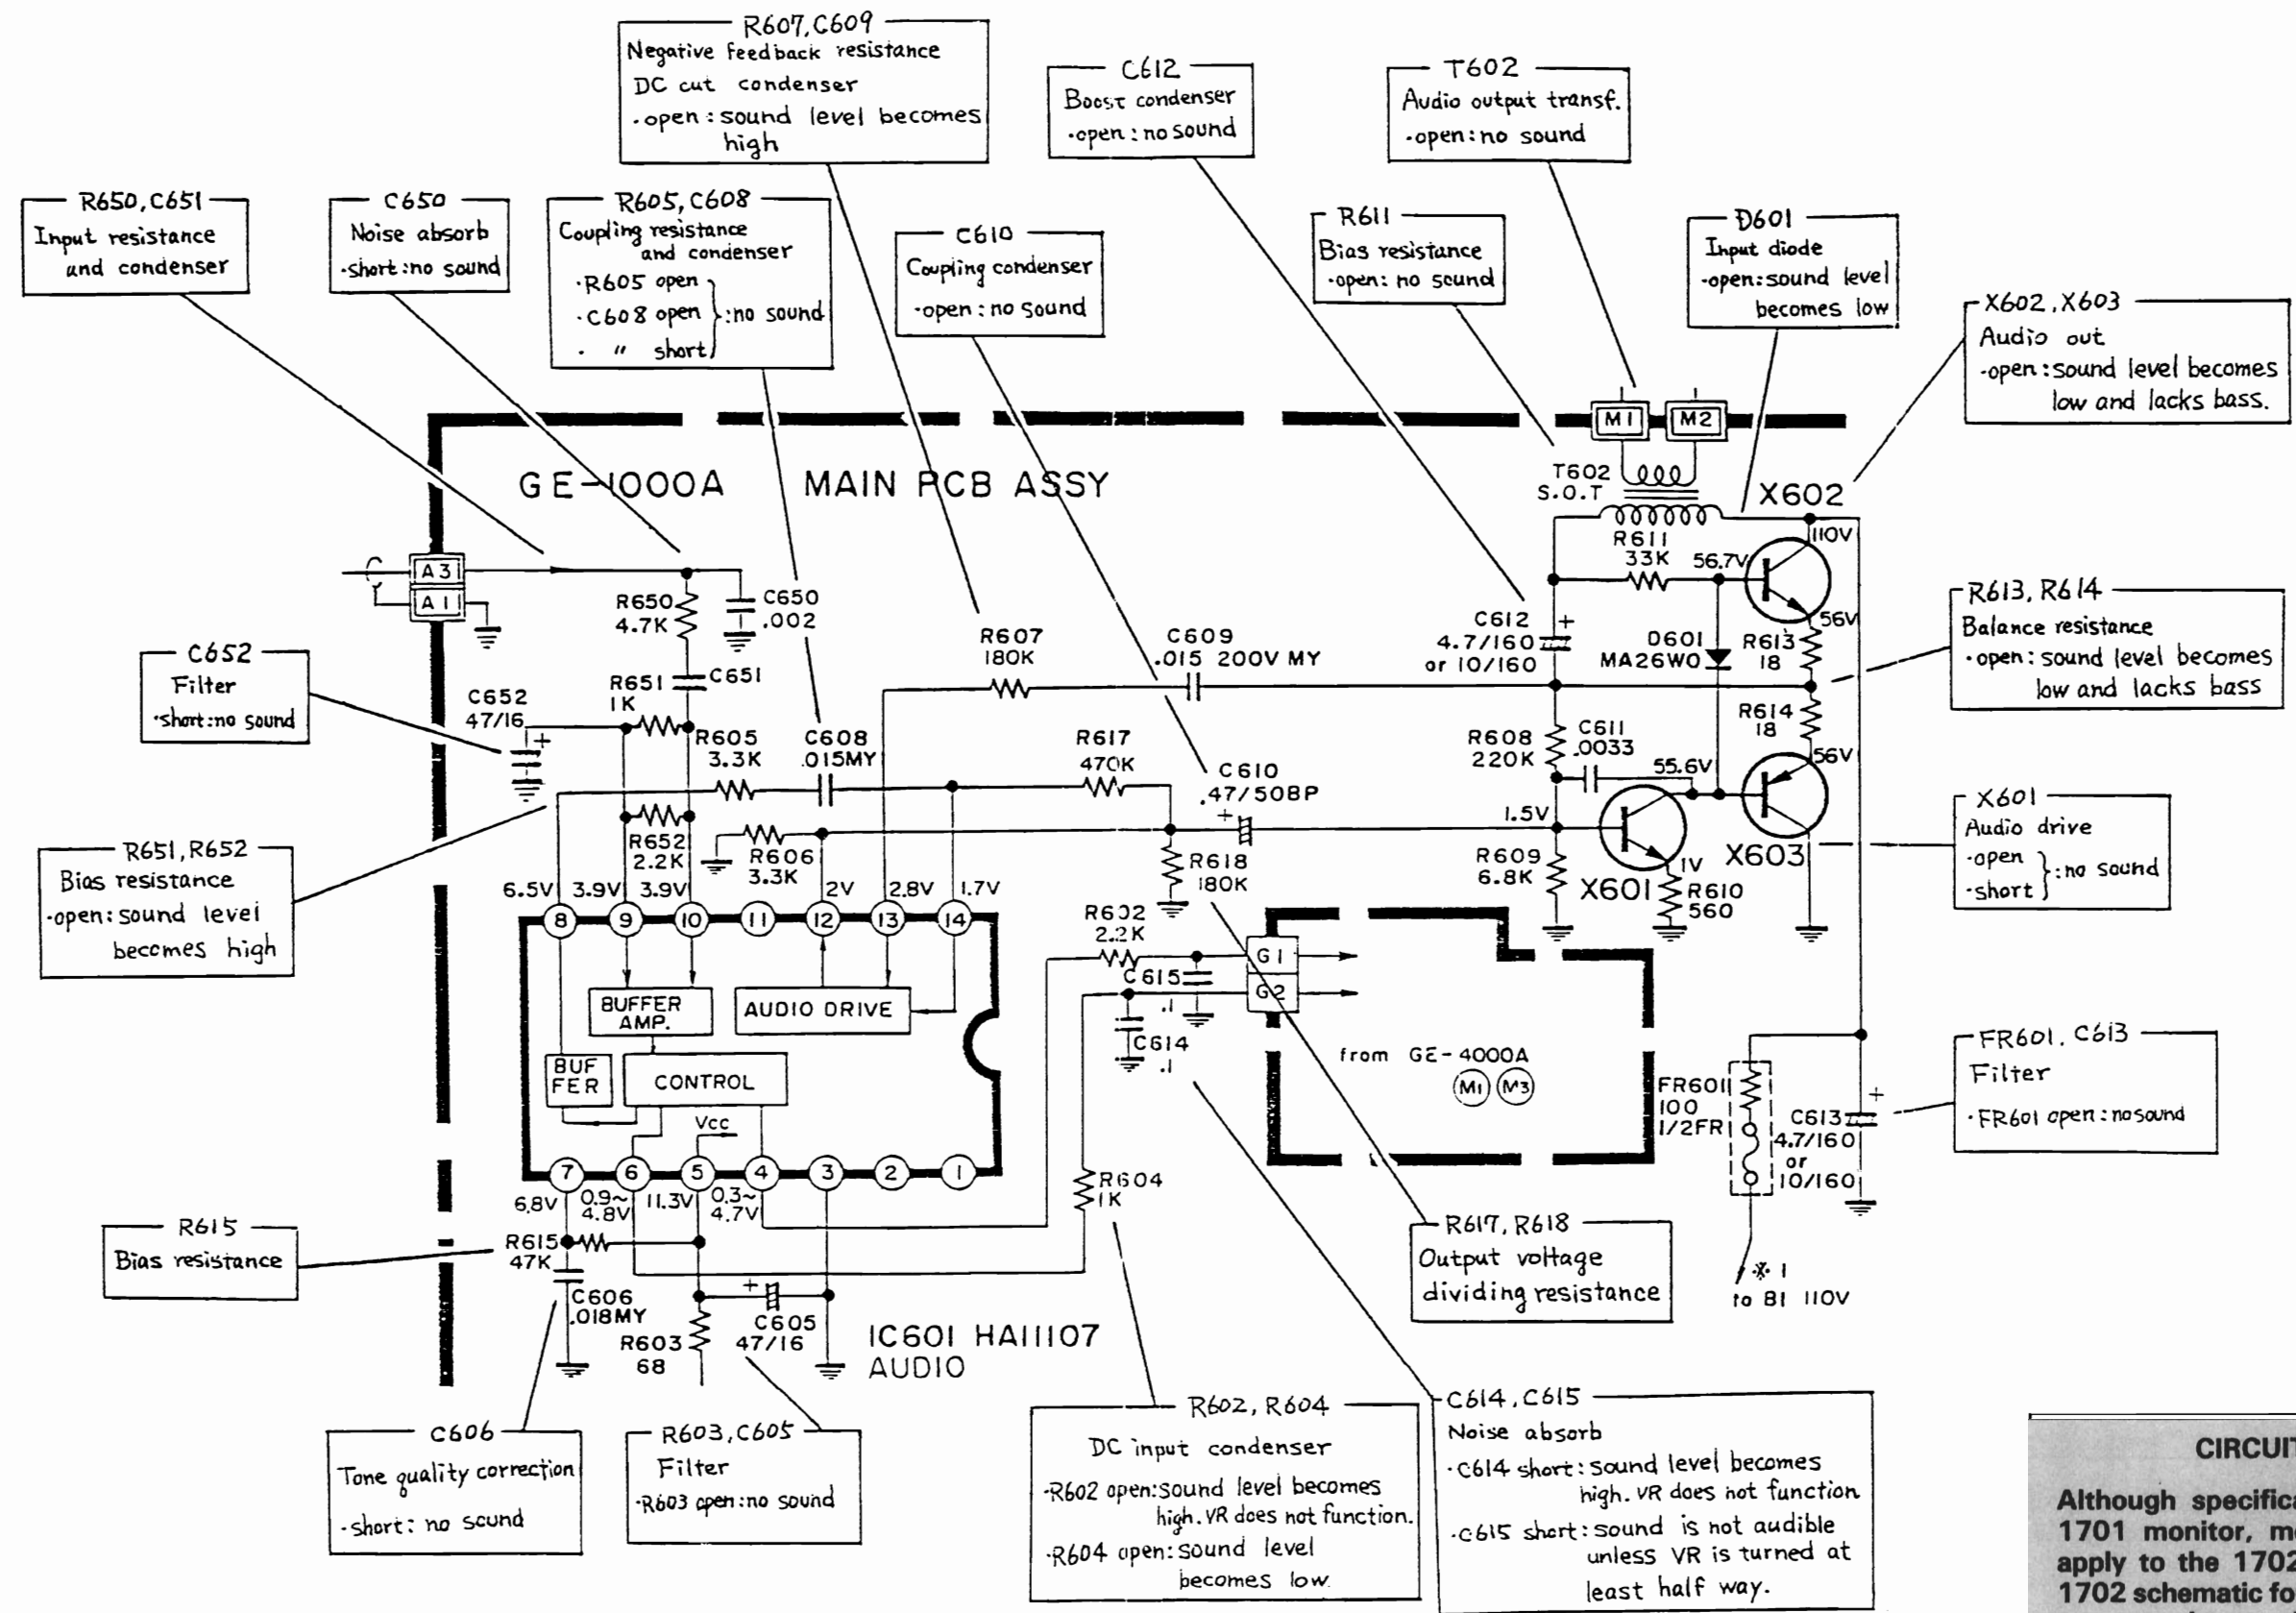 R607, C609
Negative feedback resistance
DC cut condenser
·open: sound level becomes
high
C612
Boost condenser
·open: no sound
T602
Audio output transf.
·open: no sound
R650, C651
Input resistance
and condenser
C650
Noise absorb
·short: no sound
R605, C608
Coupling resistance
and condenser
·R605 open
·C608 open } : no sound
· " short
C610
Coupling condenser
·open: no sound
R611
Bias resistance
·open: no sound
D601
Input diode
·open: sound level
becomes low
X602, X603
Audio out
·open: sound level becomes
low and lacks bass.
GE-1000A MAIN PCB ASSY
M1 M2
T602
S.O.T
X602
110V
R611
33K
56.7V
56V
A3
A1
R650
4.7K
C650
.002
C651
R607
180K
C609
.015 200V MY
C612
4.7/160
or 10/160
+
D601
MA26WO
R613
18
R613, R614
Balance resistance
·open: sound level becomes
low and lacks bass
C652
Filter
·short: no sound
C652
47/16
+
R651
1K
R605
3.3K
C608
.015MY
R617
470K
C610
.47/50BP
+
R608
220K
C611
.0033
55.6V
R614
18
56V
1.5V
X603
X601
Audio drive
·open
·short } : no sound
R651, R652
Bias resistance
·open: sound level
becomes high
R652
2.2K
R606
3.3K
R618
180K
R609
6.8K
X601
1V
R610
560
6.5V 3.9V 3.9V 2V 2.8V 1.7V
8 9 10 11 12 13 14
R602
2.2K
C615
.1
G1
G2
C614
.1
BUFFER
AMP.
AUDIO DRIVE
BUF
FER
CONTROL
Vcc
from GE-4000A
M1 M3
FR601
100
1/2FR
C613
4.7/160
or
10/160
+
FR601, C613
Filter
·FR601 open: no sound
7 6 5 4 3 2 1
6.8V 0.9~
4.8V 11.3V 0.3~
4.7V
R604
1K
R615
Bias resistance
R615
47K
C606
.018MY
R603
68
+
C605
47/16
IC601 HA11107
AUDIO
R617, R618
Output voltage
dividing resistance
※1
to B1 110V
C606
Tone quality correction
·short: no sound
R603, C605
Filter
·R603 open: no sound
R602, R604
DC input condenser
·R602 open: sound level becomes
high. VR does not function.
·R604 open: sound level
becomes low.
C614, C615
Noise absorb
·C614 short: sound level becomes
high. VR does not function
·C615 short: sound is not audible
unless VR is turned at
least half way.
CIRCUIT
Although specifica
1701 monitor, m
apply to the 1702
1702 schematic fo